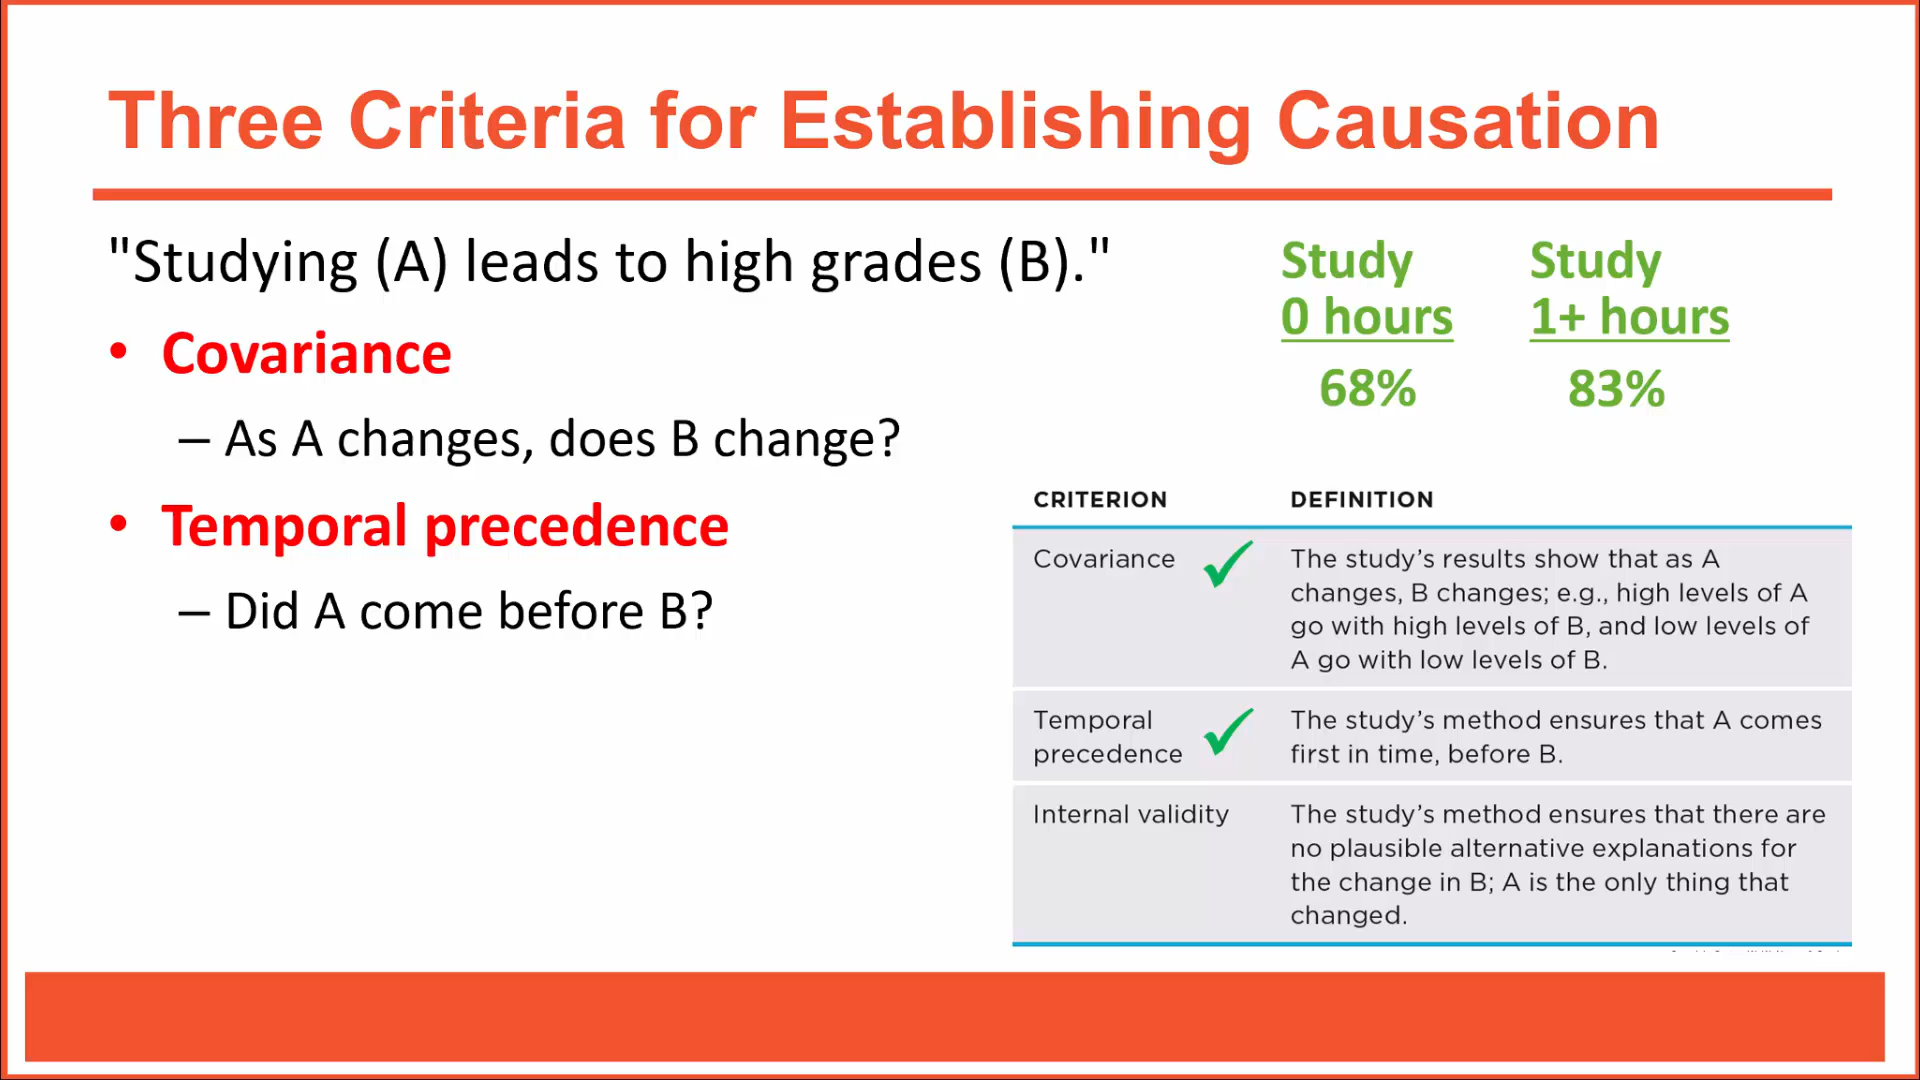 Three Criteria for Establishing Causation
"Studying (A) leads to high grades (B)."
• Covariance
– As A changes, does B change?
• Temporal precedence
– Did A come before B?
Study Study
0 hours 1+ hours
68% 83%
CRITERION DEFINITION
Covariance The study's results show that as A
changes, B changes; e.g., high levels of A
go with high levels of B, and low levels of
A go with low levels of B.
Temporal The study's method ensures that A comes
precedence first in time, before B.
Internal validity The study's method ensures that there are
no plausible alternative explanations for
the change in B; A is the only thing that
changed.